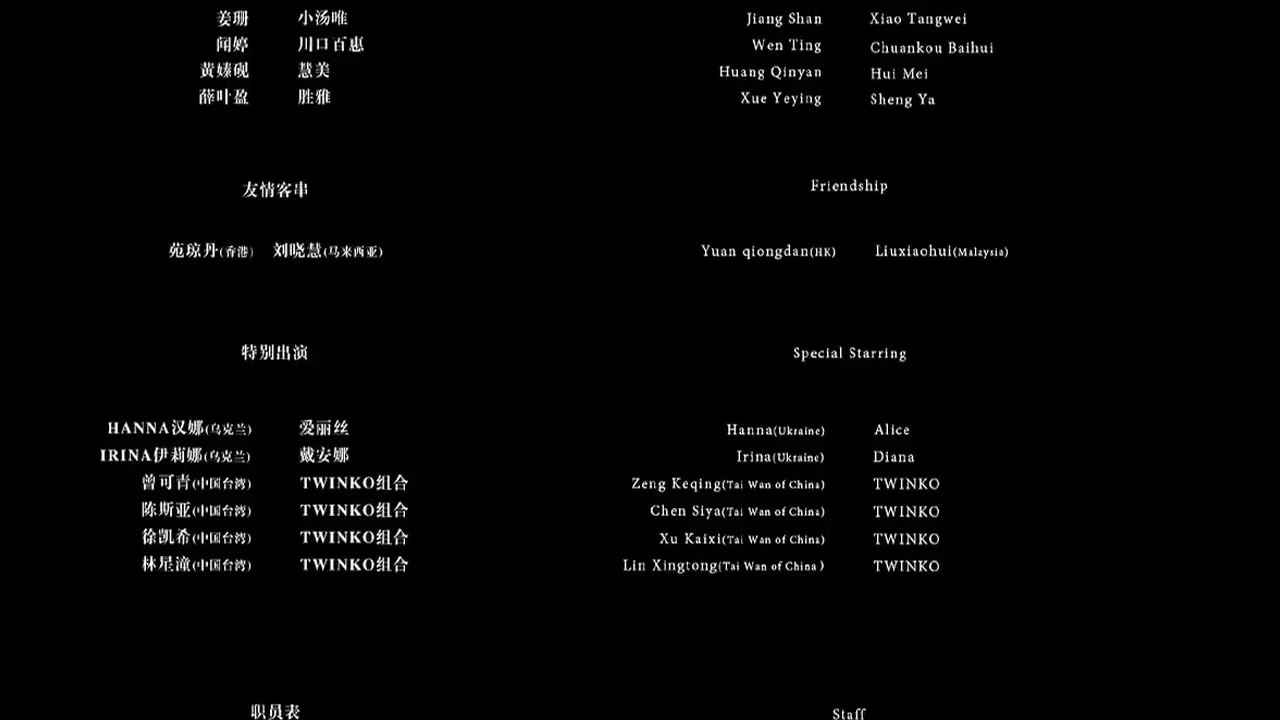 姜珊 小汤唯 Jiang Shan Xiao Tangwei
闻婷 川口百惠 Wen Ting Chuankou Baihui
黄嫀砚 慧美 Huang Qinyan Hui Mei
薛叶盈 胜雅 Xue Yeying Sheng Ya
友情客串 Friendship
苑琼丹(香港) 刘晓慧(马来西亚) Yuan qiongdan(HK) Liuxiaohui(Malaysia)
特别出演 Special Starring
HANNA汉娜(乌克兰) 爱丽丝 Hanna(Ukraine) Alice
IRINA伊莉娜(乌克兰) 戴安娜 Irina(Ukraine) Diana
曾可青(中国台湾) TWINKO组合 Zeng Keqing(Tai Wan of China) TWINKO
陈斯亚(中国台湾) TWINKO组合 Chen Siya(Tai Wan of China) TWINKO
徐凯希(中国台湾) TWINKO组合 Xu Kaixi(Tai Wan of China) TWINKO
林星潼(中国台湾) TWINKO组合 Lin Xingtong(Tai Wan of China ) TWINKO
职员表 Staff